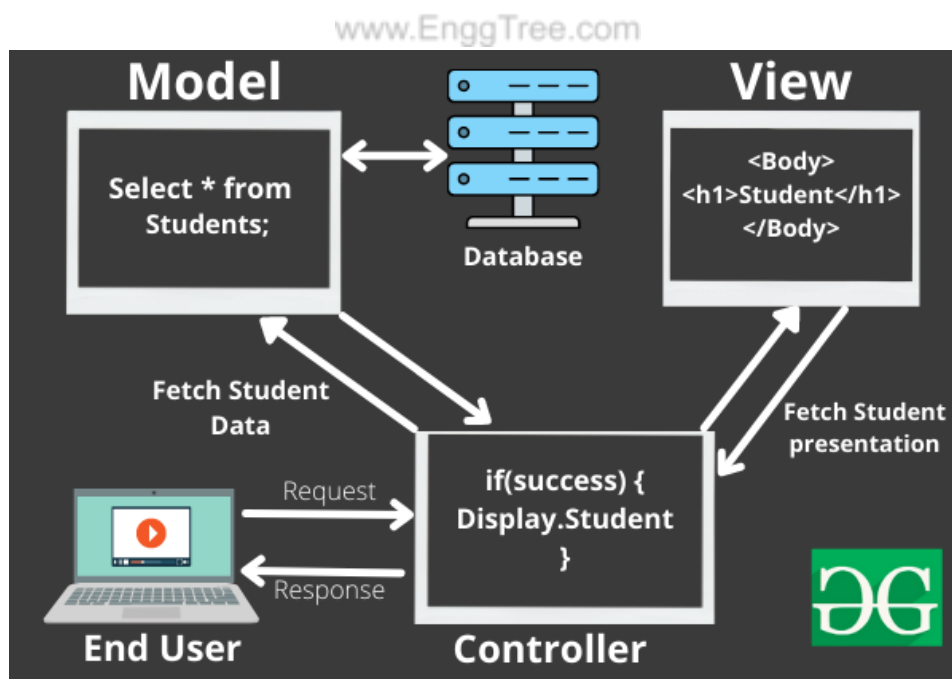 www.EnggTree.com
Model
View
Select * from
Students;
Database
<Body>
<h1>Student</h1>
</Body>
Fetch Student
Data
Fetch Student
presentation
Request
Response
if(success) {
Display.Student
}
End User
Controller